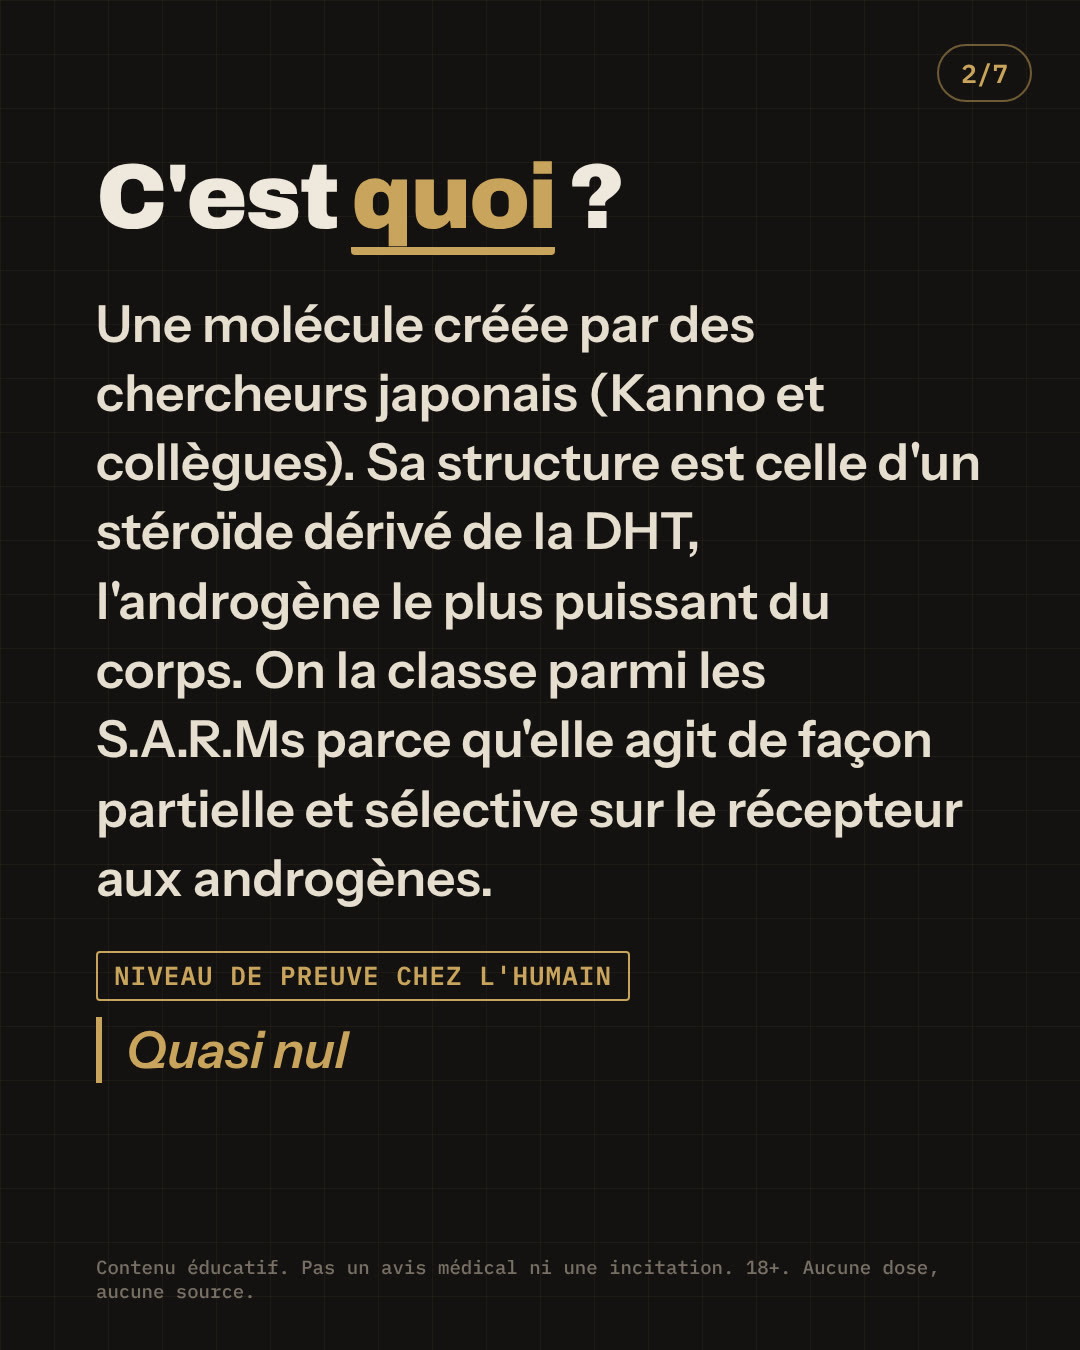 2/7
C'est quoi ?
Une molécule créée par des
chercheurs japonais (Kanno et
collègues). Sa structure est celle d'un
stéroïde dérivé de la DHT,
l'androgène le plus puissant du
corps. On la classe parmi les
S.A.R.Ms parce qu'elle agit de façon
partielle et sélective sur le récepteur
aux androgènes.
NIVEAU DE PREUVE CHEZ L'HUMAIN
Quasi nul
Contenu éducatif. Pas un avis médical ni une incitation. 18+. Aucune dose,
aucune source.